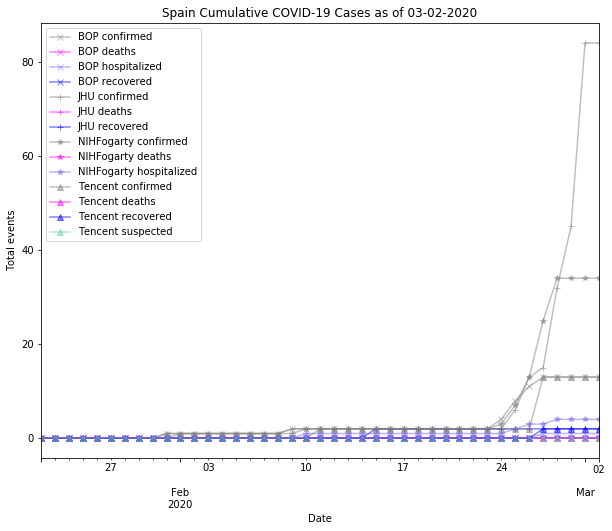 Spain Cumulative COVID-19 Cases as of 03-02-2020
BOP confirmed
BOP deaths
BOP hospitalized
BOP recovered
JHU confirmed
JHU deaths
JHU recovered
NIHFogarty confirmed
NIHFogarty deaths
NIHFogarty hospitalized
Tencent confirmed
Tencent deaths
Tencent recovered
Tencent suspected
Total events
80
60
40
20
0
27 03 10 17 24 02
Feb Mar
2020
Date